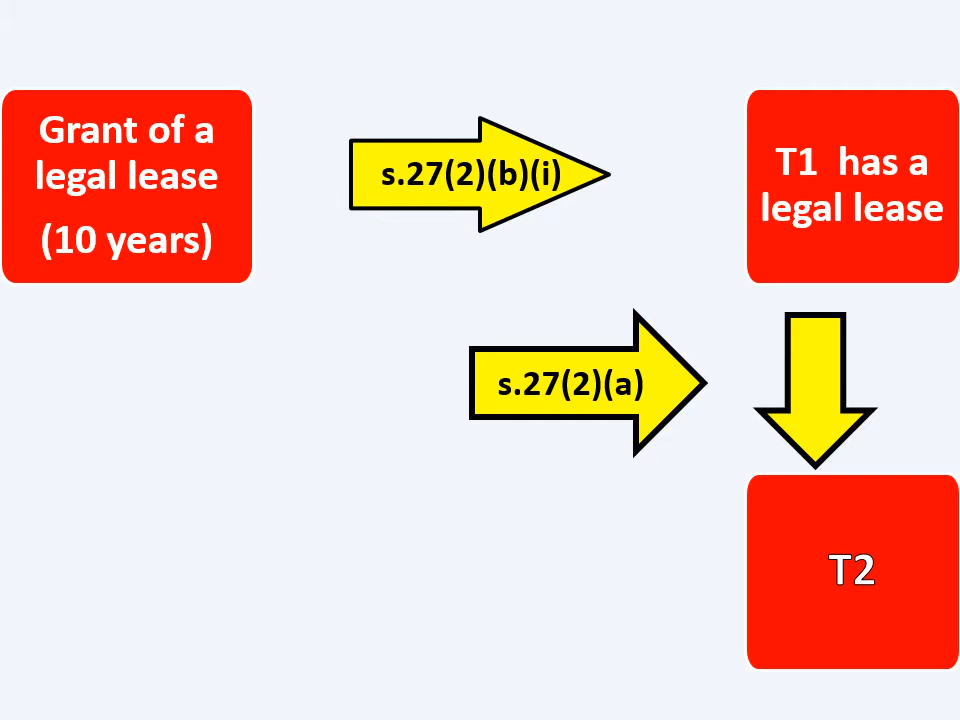 Grant of a
legal lease
(10 years)
s.27(2)(b)(i)
T1 has a
legal lease
s.27(2)(a)
T2